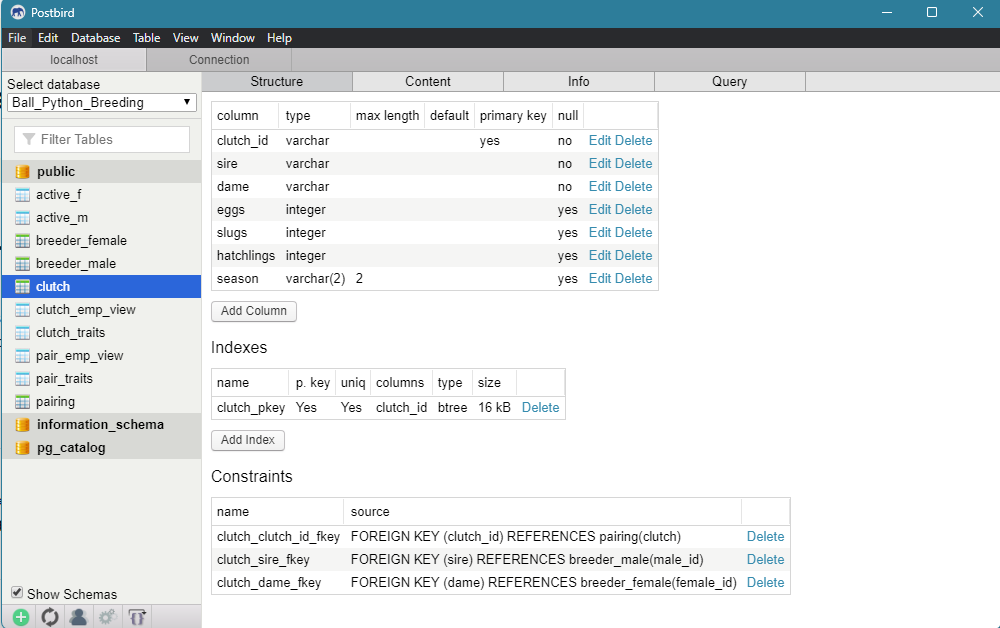 Postbird
File Edit Database Table View Window Help
localhost Connection
Select database
Ball_Python_Breeding
Filter Tables
public
active_f
active_m
breeder_female
breeder_male
clutch
clutch_emp_view
clutch_traits
pair_emp_view
pair_traits
pairing
information_schema
pg_catalog
Show Schemas
Structure Content Info Query
column type max length default primary key null
clutch_id varchar yes no Edit Delete
sire varchar no Edit Delete
dame varchar no Edit Delete
eggs integer yes Edit Delete
slugs integer yes Edit Delete
hatchlings integer yes Edit Delete
season varchar(2) 2 yes Edit Delete
Add Column
Indexes
name p. key uniq columns type size
clutch_pkey Yes Yes clutch_id btree 16 kB Delete
Add Index
Constraints
name source
clutch_clutch_id_fkey FOREIGN KEY (clutch_id) REFERENCES pairing(clutch) Delete
clutch_sire_fkey FOREIGN KEY (sire) REFERENCES breeder_male(male_id) Delete
clutch_dame_fkey FOREIGN KEY (dame) REFERENCES breeder_female(female_id) Delete